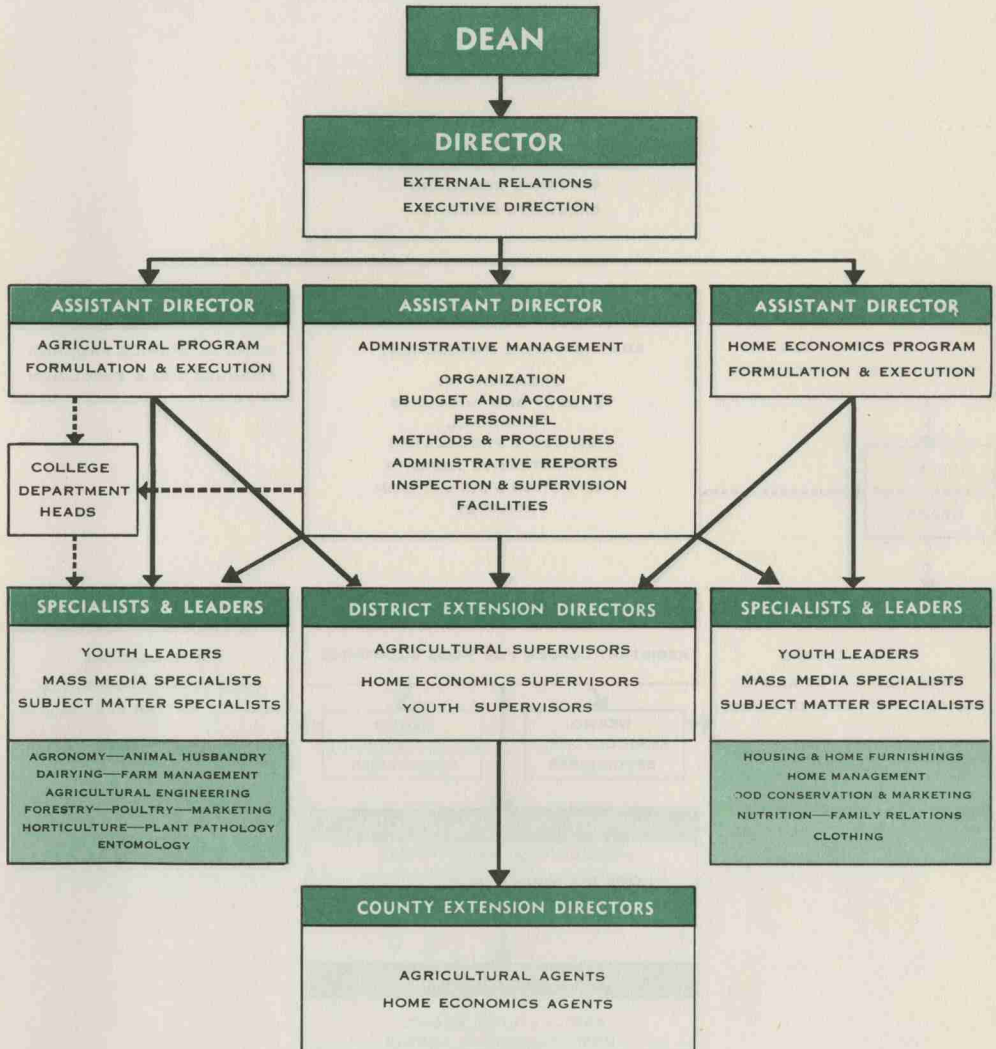 DEAN
DIRECTOR
EXTERNAL RELATIONS
EXECUTIVE DIRECTION
ASSISTANT DIRECTOR
AGRICULTURAL PROGRAM
FORMULATION & EXECUTION
ASSISTANT DIRECTOR
ADMINISTRATIVE MANAGEMENT
ORGANIZATION
BUDGET AND ACCOUNTS
PERSONNEL
METHODS & PROCEDURES
ADMINISTRATIVE REPORTS
INSPECTION & SUPERVISION
FACILITIES
ASSISTANT DIRECTOR
HOME ECONOMICS PROGRAM
FORMULATION & EXECUTION
COLLEGE
DEPARTMENT
HEADS
SPECIALISTS & LEADERS
YOUTH LEADERS
MASS MEDIA SPECIALISTS
SUBJECT MATTER SPECIALISTS
AGRONOMY—ANIMAL HUSBANDRY
DAIRYING—FARM MANAGEMENT
AGRICULTURAL ENGINEERING
FORESTRY—POULTRY—MARKETING
HORTICULTURE—PLANT PATHOLOGY
ENTOMOLOGY
DISTRICT EXTENSION DIRECTORS
AGRICULTURAL SUPERVISORS
HOME ECONOMICS SUPERVISORS
YOUTH SUPERVISORS
SPECIALISTS & LEADERS
YOUTH LEADERS
MASS MEDIA SPECIALISTS
SUBJECT MATTER SPECIALISTS
HOUSING & HOME FURNISHINGS
HOME MANAGEMENT
OOD CONSERVATION & MARKETING
NUTRITION—FAMILY RELATIONS
CLOTHING
COUNTY EXTENSION DIRECTORS
AGRICULTURAL AGENTS
HOME ECONOMICS AGENTS